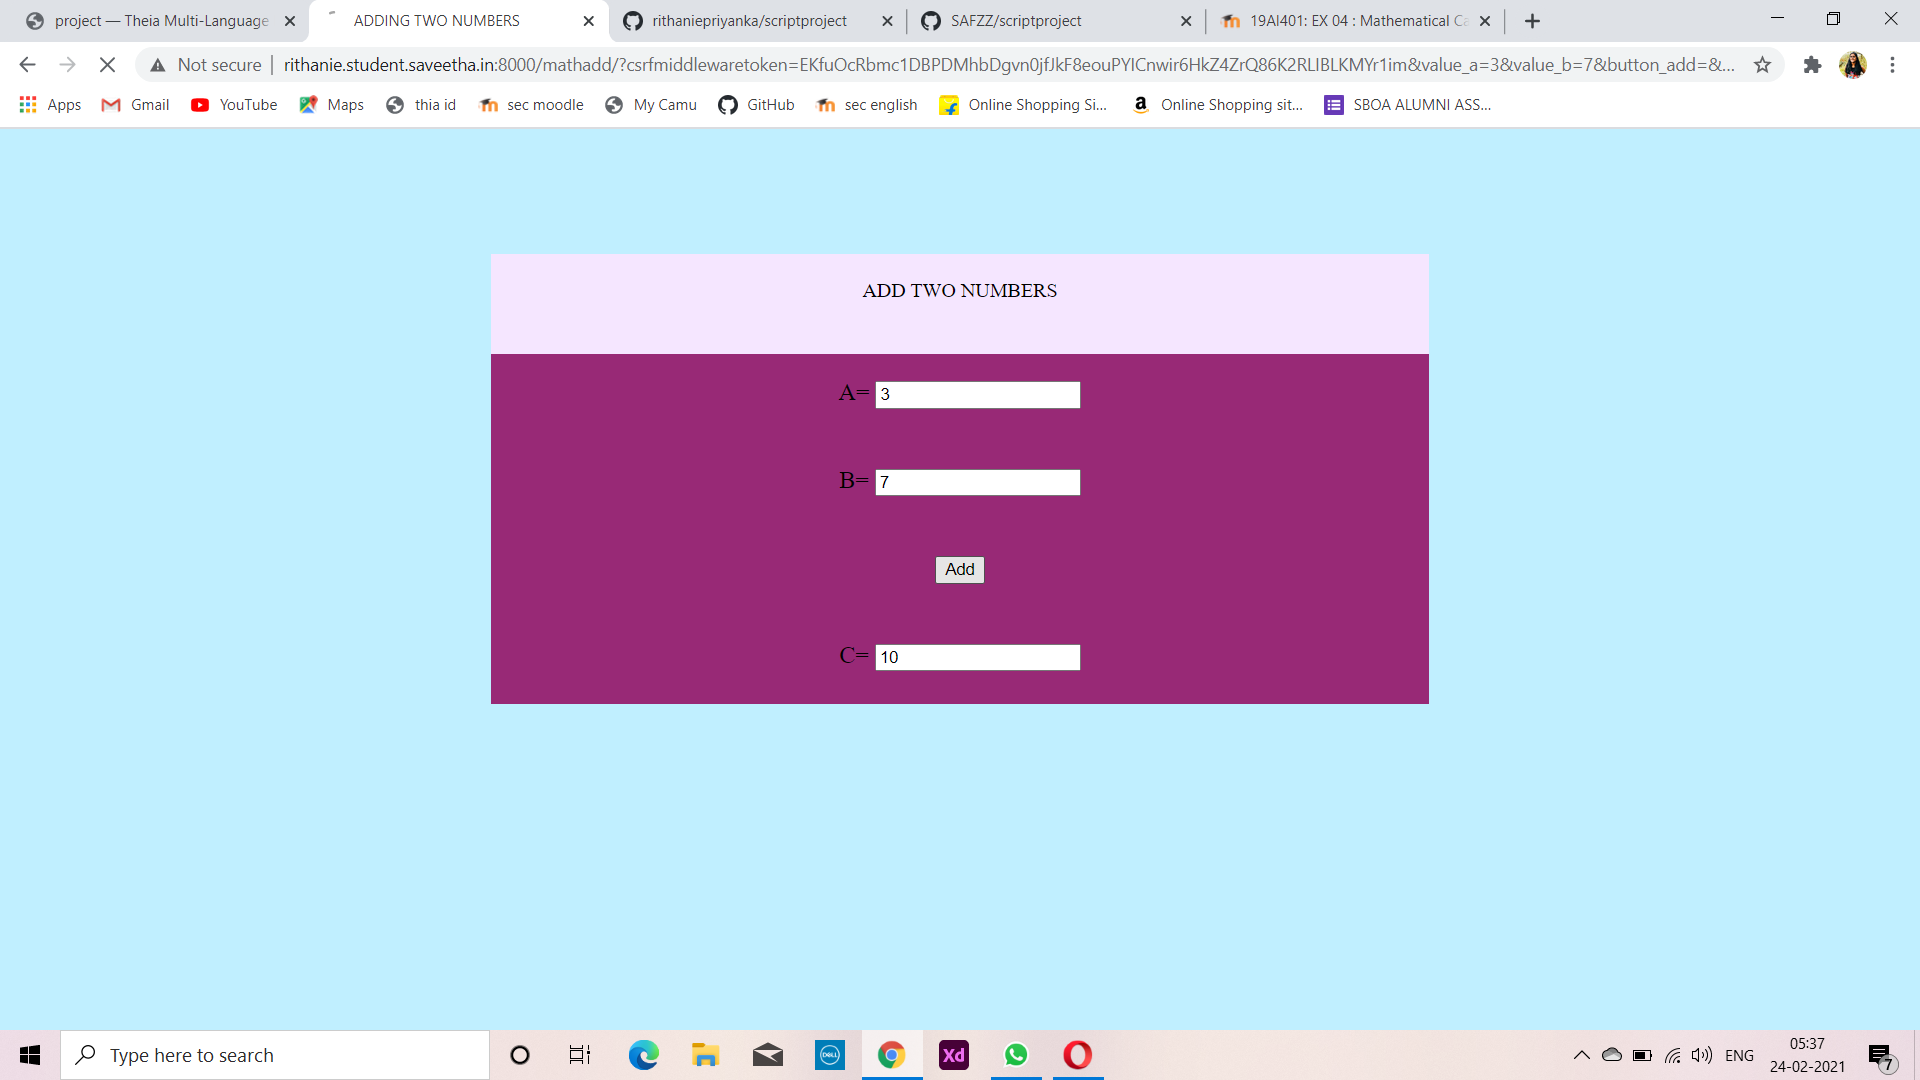 project — Theia Multi-Language
ADDING TWO NUMBERS
rithaniepriyanka/scriptproject
SAFZZ/scriptproject
19AI401: EX 04 : Mathematical Ca
Not secure
rithanie.student.saveetha.in:8000/mathadd/?csrfmiddlewaretoken=EKfuOcRbmc1DBPDMhbDgvn0jfJkF8eouPYICnwir6HkZ4ZrQ86K2RLIBLKMYr1im&value_a=3&value_b=7&button_add=&...
Apps Gmail YouTube Maps thia id sec moodle My Camu GitHub sec english Online Shopping Si... Online Shopping sit... SBOA ALUMNI ASS...
ADD TWO NUMBERS
A= 3
B= 7
Add
C= 10
Type here to search
DELL
Xd
ENG
05:37
24-02-2021
7